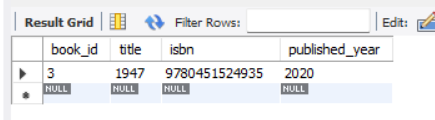 Result Grid Filter Rows: Edit:
book_id title isbn published_year
3 1947 9780451524935 2020
NULL NULL NULL NULL